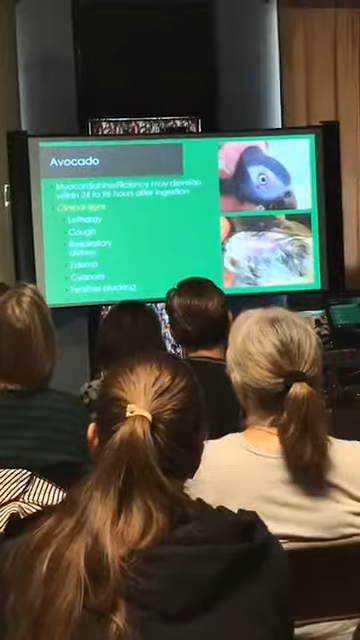 Avocado
Myocardial insufficiency may develop
within 24 to 96 hours after ingestion
Clinical signs
Lethargy
Cough
Respiratory
distress
Edema
Cyanosis
Feather plucking